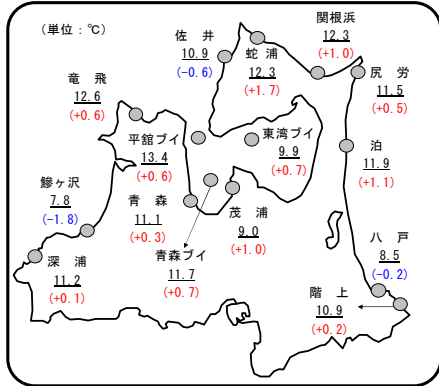 (単位：℃)
関根浜
12.3
(+1.0)
佐井
10.9
(-0.6)
蛇浦
12.3
(+1.7)
尻労
11.5
(+0.5)
竜飛
12.6
(+0.6)
平舘ブイ
13.4
(+0.6)
東湾ブイ
9.9
(+0.7)
泊
11.9
(+1.1)
鰺ヶ沢
7.8
(-1.8)
青森
11.1
(+0.3)
茂浦
9.0
(+1.0)
青森ブイ
11.7
(+0.7)
深浦
11.2
(+0.1)
八戸
8.5
(-0.2)
階上
10.9
(+0.2)